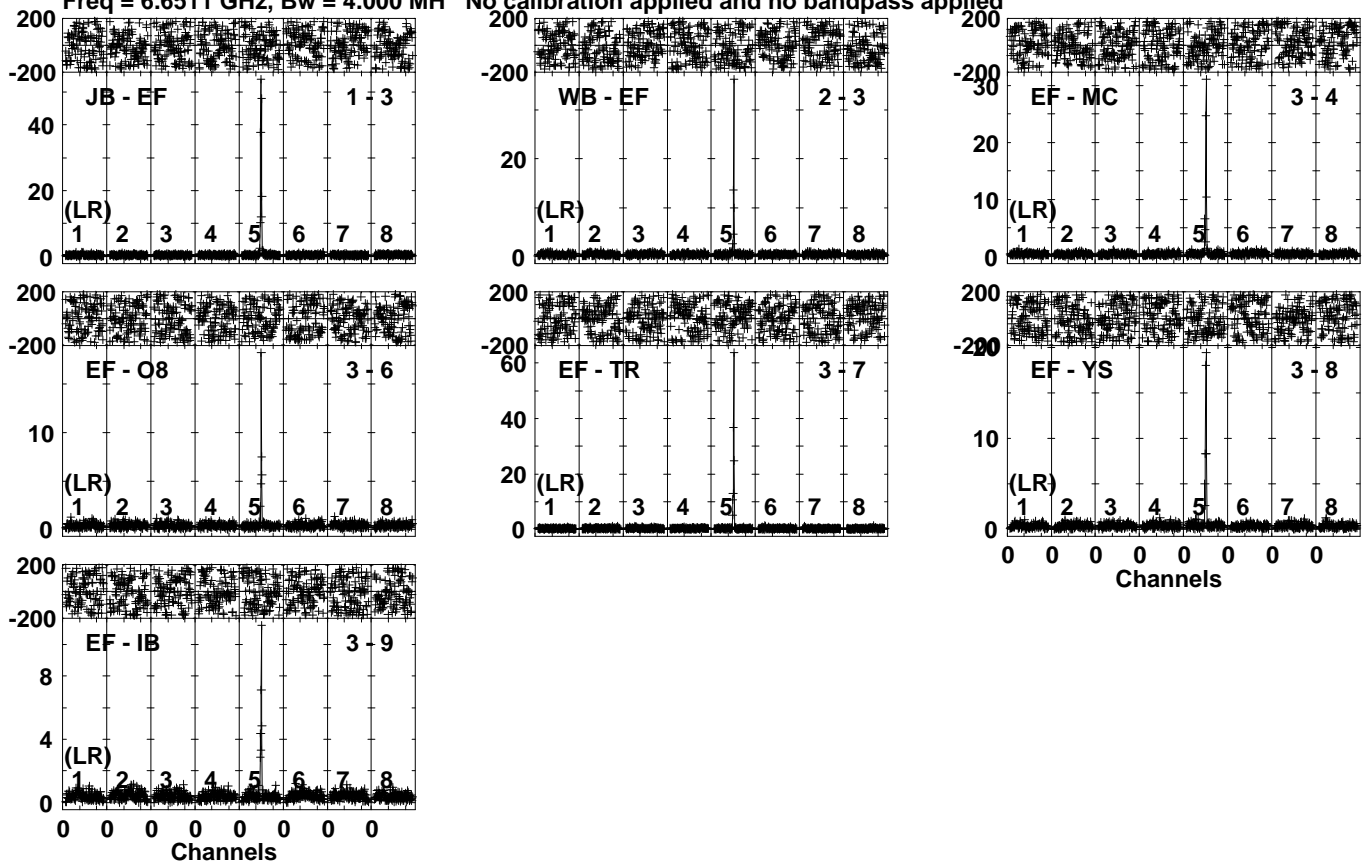 Freq = 6.6511 GHz, Bw = 4.000 MH No calibration applied and no bandpass applied
200
-200
JB - EF 1 - 3
40
20
0
(LR)
1 2 3 4 5 6 7 8
200
-200
WB - EF 2 - 3
20
0
(LR)
1 2 3 4 5 6 7 8
200
-200
EF - MC 3 - 4
30
20
10
0
(LR)
1 2 3 4 5 6 7 8
200
-200
EF - O8 3 - 6
10
0
(LR)
1 2 3 4 5 6 7 8
200
-200
EF - TR 3 - 7
60
40
20
0
(LR)
1 2 3 4 5 6 7 8
200
-200
EF - YS 3 - 8
20
10
0
(LR)
1 2 3 4 5 6 7 8
0 0 0 0 0 0 0 0
Channels
200
-200
EF - IB 3 - 9
8
4
0
(LR)
1 2 3 4 5 6 7 8
0 0 0 0 0 0 0 0
Channels